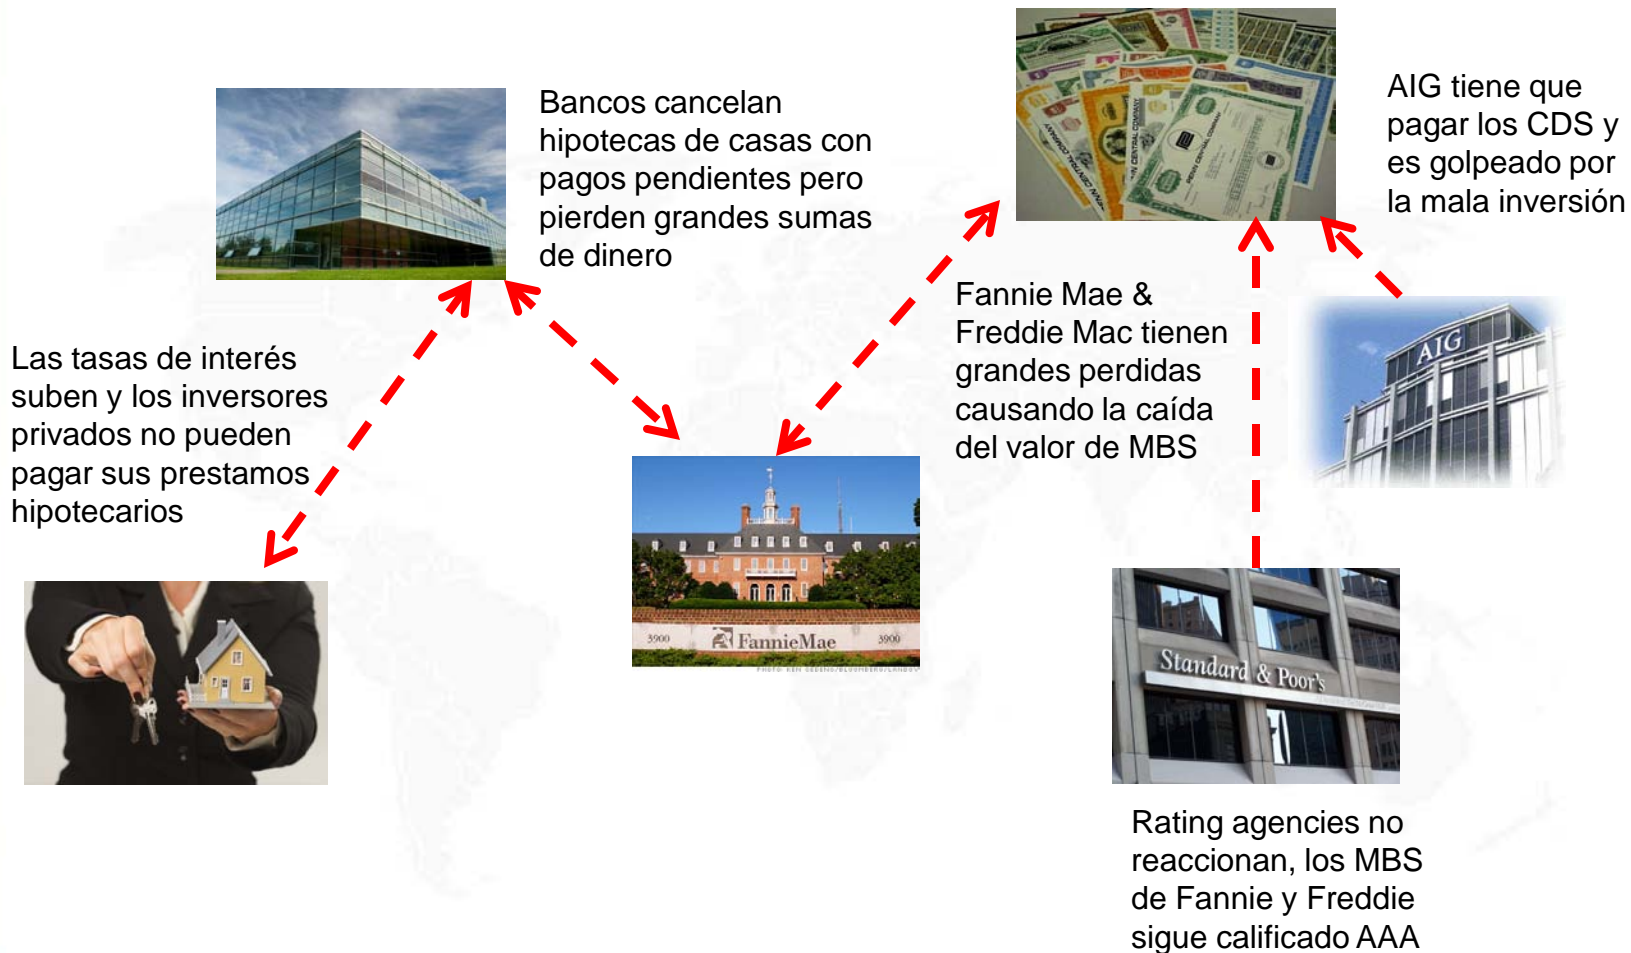 Bancos cancelan
hipotecas de casas con
pagos pendientes pero
pierden grandes sumas
de dinero
AIG tiene que
pagar los CDS y
es golpeado por
la mala inversión
Las tasas de interés
suben y los inversores
privados no pueden
pagar sus prestamos
hipotecarios
Fannie Mae &
Freddie Mac tienen
grandes perdidas
causando la caída
del valor de MBS
PENN CENTRAL COMPANY
AIG
3900 FannieMae 3900
Standard & Poor's
Rating agencies no
reaccionan, los MBS
de Fannie y Freddie
sigue calificado AAA